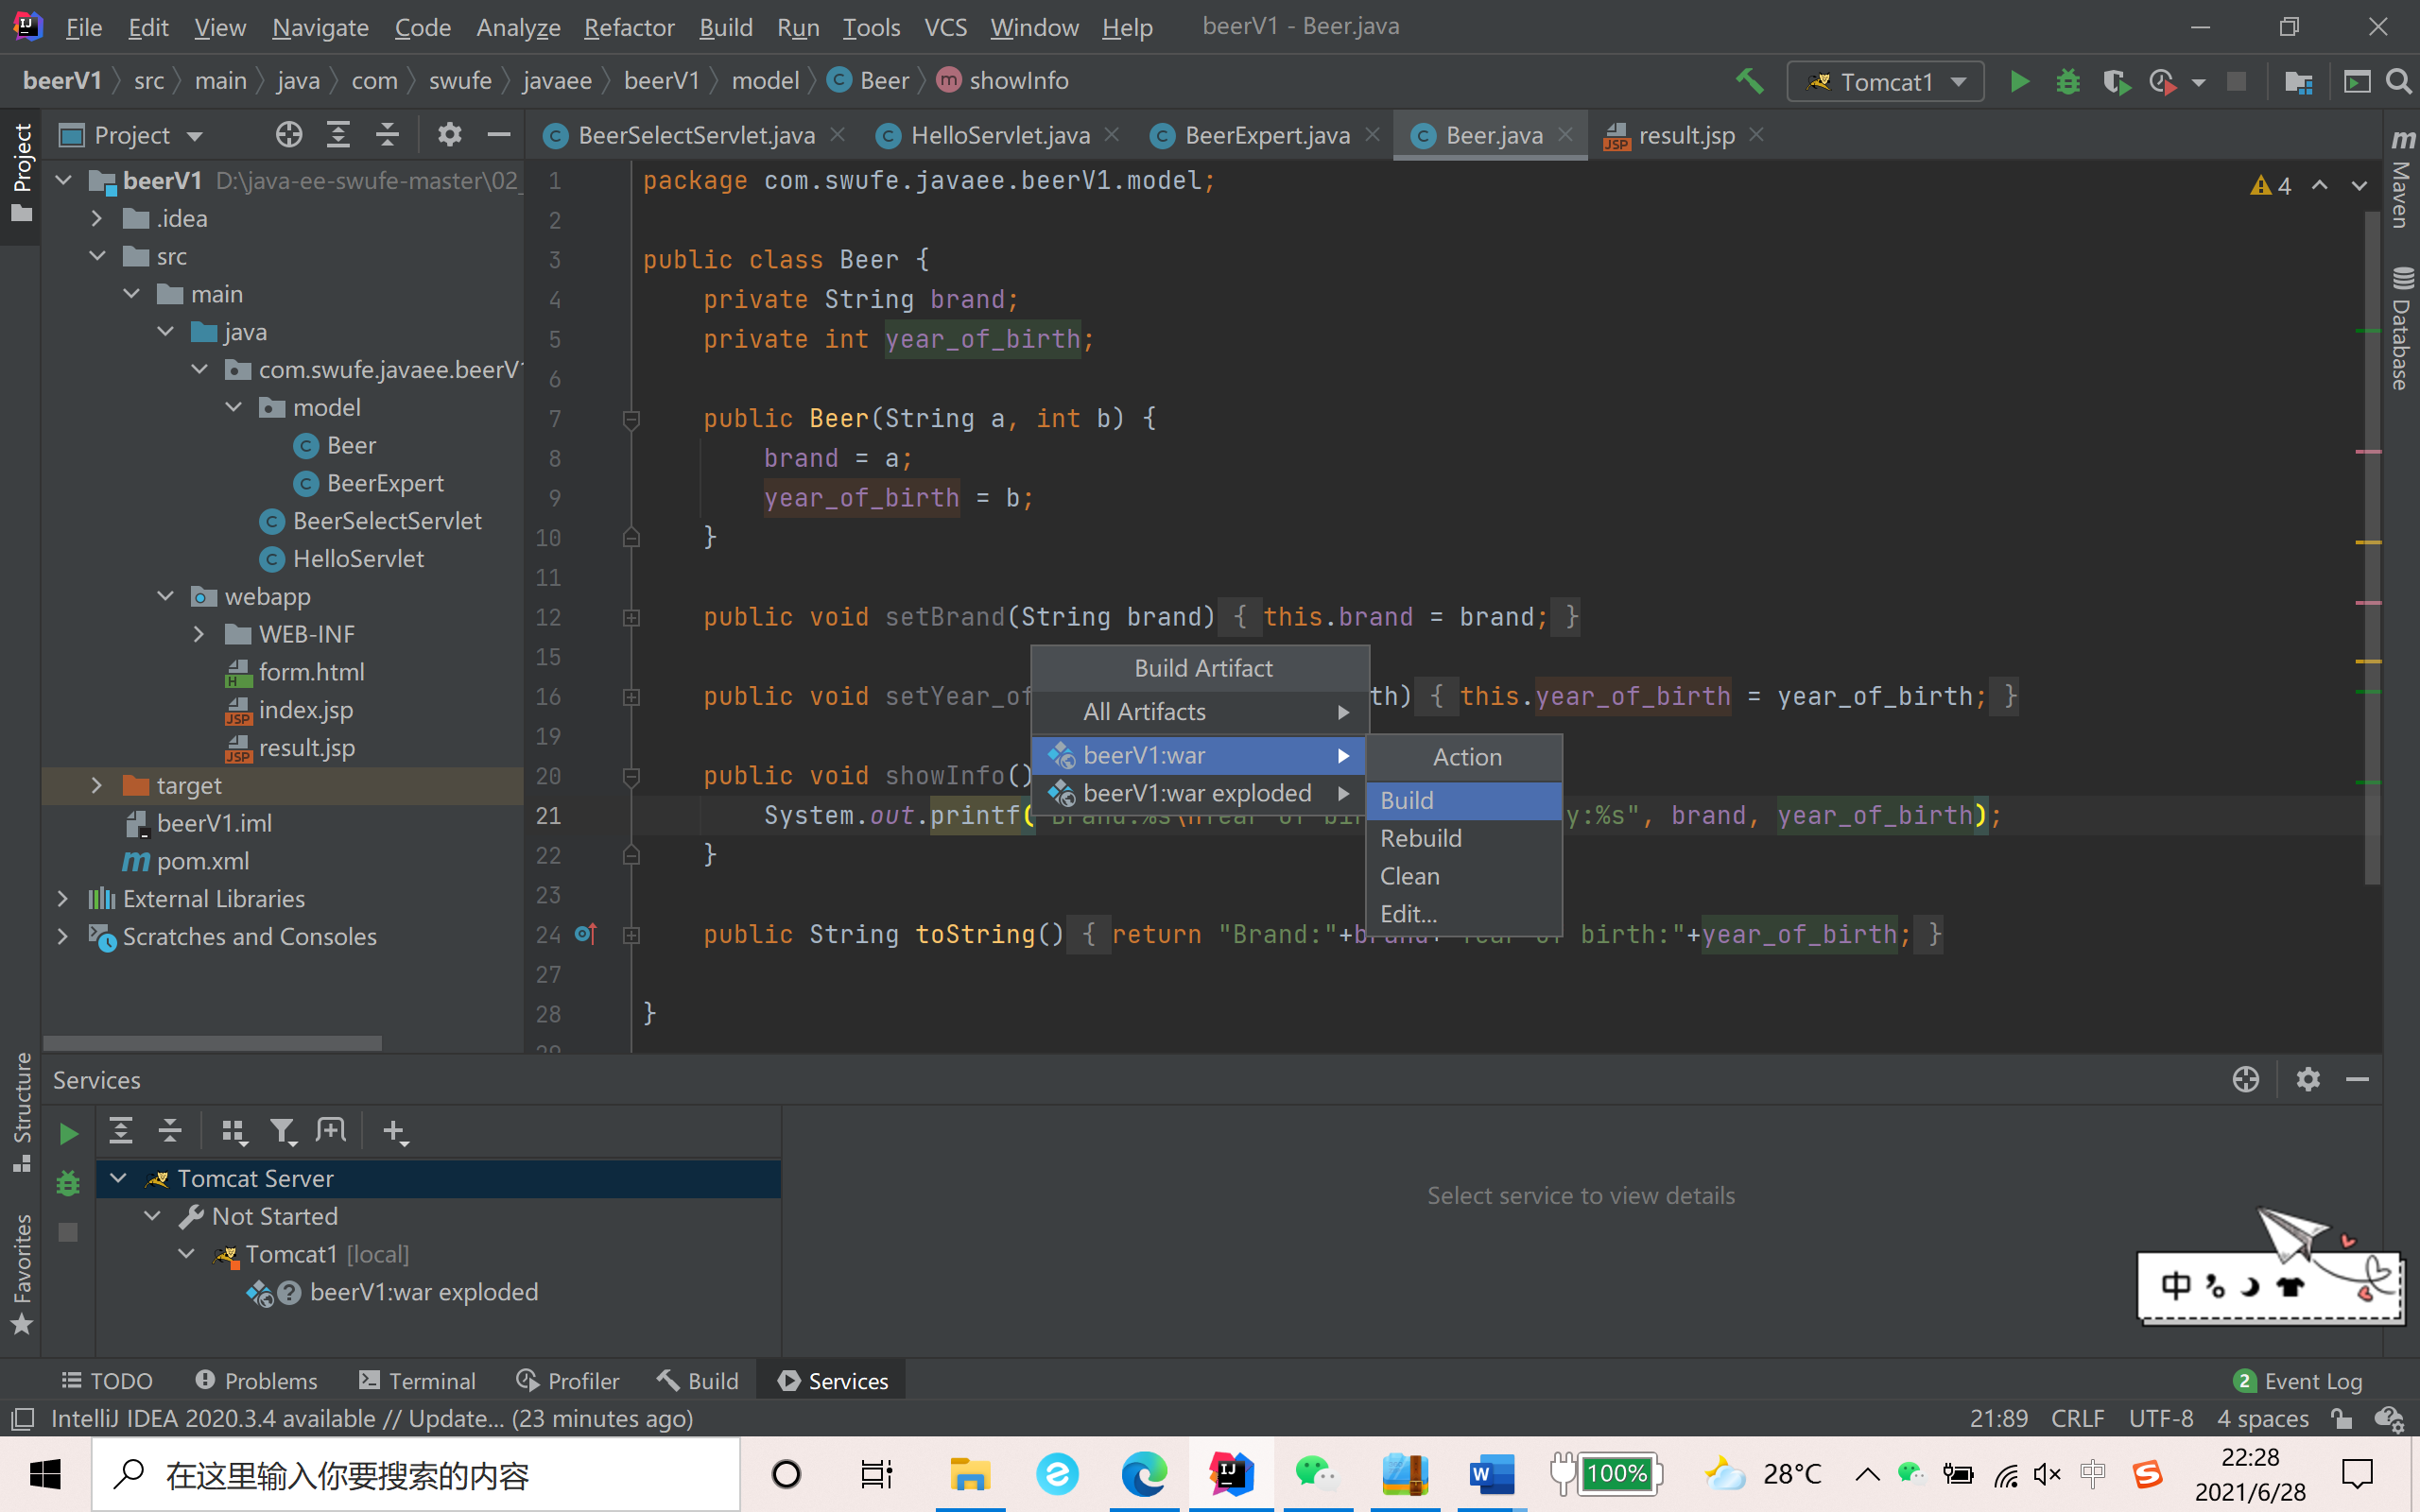 File Edit View Navigate Code Analyze Refactor Build Run Tools VCS Window Help beerV1 - Beer.java
beerV1 src main java com swufe javaee beerV1 model Beer showInfo Tomcat1
Project
BeerSelectServlet.java HelloServlet.java BeerExpert.java Beer.java result.jsp
Project
Maven
Database
Structure
Favorites
beerV1 D:\java-ee-swufe-master\02_
.idea
src
main
java
com.swufe.javaee.beerV1
model
Beer
BeerExpert
BeerSelectServlet
HelloServlet
webapp
WEB-INF
form.html
index.jsp
result.jsp
target
beerV1.iml
pom.xml
External Libraries
Scratches and Consoles
4
1 package com.swufe.javaee.beerV1.model;
2
3 public class Beer {
4 private String brand;
5 private int year_of_birth;
6
7 public Beer(String a, int b) {
8 brand = a;
9 year_of_birth = b;
10 }
11
12 public void setBrand(String brand) { this.brand = brand; }
15
16 public void setYear_of th) { this.year_of_birth = year_of_birth; }
19
20 public void showInfo()
21 System.out.printf( y:%s", brand, year_of_birth);
22 }
23
24 public String toString() { return "Brand:"+ birth:"+year_of_birth; }
27
28 }
Build Artifact
All Artifacts
beerV1:war
beerV1:war exploded
Action
Build
Rebuild
Clean
Edit...
Services
Tomcat Server
Not Started
Tomcat1 [local]
beerV1:war exploded
Select service to view details
中
TODO Problems Terminal Profiler Build Services 2 Event Log
IntelliJ IDEA 2020.3.4 available // Update... (23 minutes ago) 21:89 CRLF UTF-8 4 spaces
在这里输入你要搜索的内容 100% 28°C 中 22:28
2021/6/28